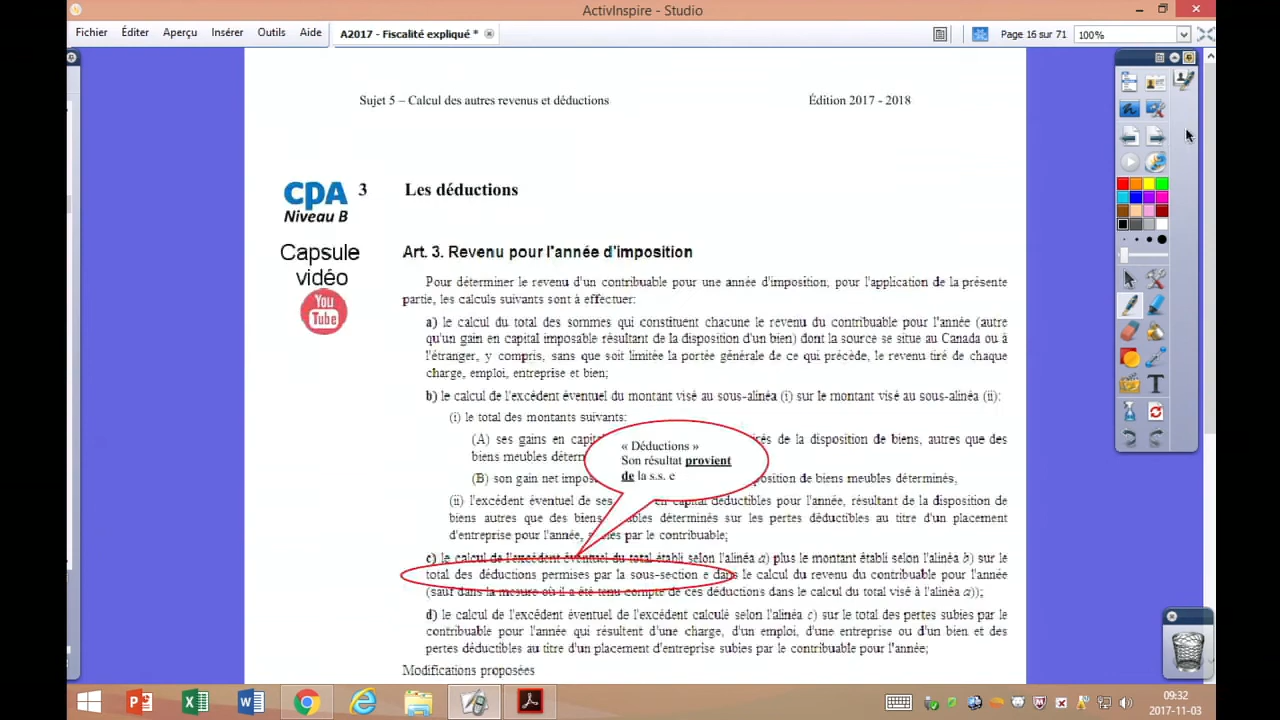 ActivInspire - Studio
Fichier Éditer Aperçu Insérer Outils Aide A2017 - Fiscalité expliqué * Page 16 sur 71 100%
Sujet 5 – Calcul des autres revenus et déductions Édition 2017 - 2018
CPA 3 Les déductions
Niveau B
Capsule vidéo
You Tube
Art. 3. Revenu pour l'année d'imposition
Pour déterminer le revenu d'un contribuable pour une année d'imposition, pour l'application de la présente
partie, les calculs suivants sont à effectuer:
a) le calcul du total des sommes qui constituent chacune le revenu du contribuable pour l'année (autre
qu'un gain en capital imposable résultant de la disposition d'un bien) dont la source se situe au Canada ou à
l'étranger, y compris, sans que soit limitée la portée générale de ce qui précède, le revenu tiré de chaque
charge, emploi, entreprise et bien;
b) le calcul de l'excédent éventuel du montant visé au sous-alinéa (i) sur le montant visé au sous-alinéa (ii):
(i) le total des montants suivants:
(A) ses gains en de la disposition de biens, autres que des
biens meubles
(B) son gain net de biens meubles déterminés,
« Déductions »
Son résultat provient
de la s.s. e
(ii) l'excédent éventuel de ses en capital déductibles pour l'année, résultant de la disposition de
biens autres que des biens déterminés sur les pertes déductibles au titre d'un placement
d'entreprise pour l'année, par le contribuable;
c) le calcul de l'excédent éventuel du total établi selon l'alinéa a) plus le montant établi selon l'alinéa b) sur le
total des déductions permises par la sous-section e dans le calcul du revenu du contribuable pour l'année
(sauf dans la mesure où il a été tenu compte de ces déductions dans le calcul du total visé à l'alinéa a));
d) le calcul de l'excédent éventuel de l'excédent calculé selon l'alinéa c) sur le total des pertes subies par le
contribuable pour l'année qui résultent d'une charge, d'un emploi, d'une entreprise ou d'un bien et des
pertes déductibles au titre d'un placement d'entreprise subies par le contribuable pour l'année;
Modifications proposées
09:32
2017-11-03